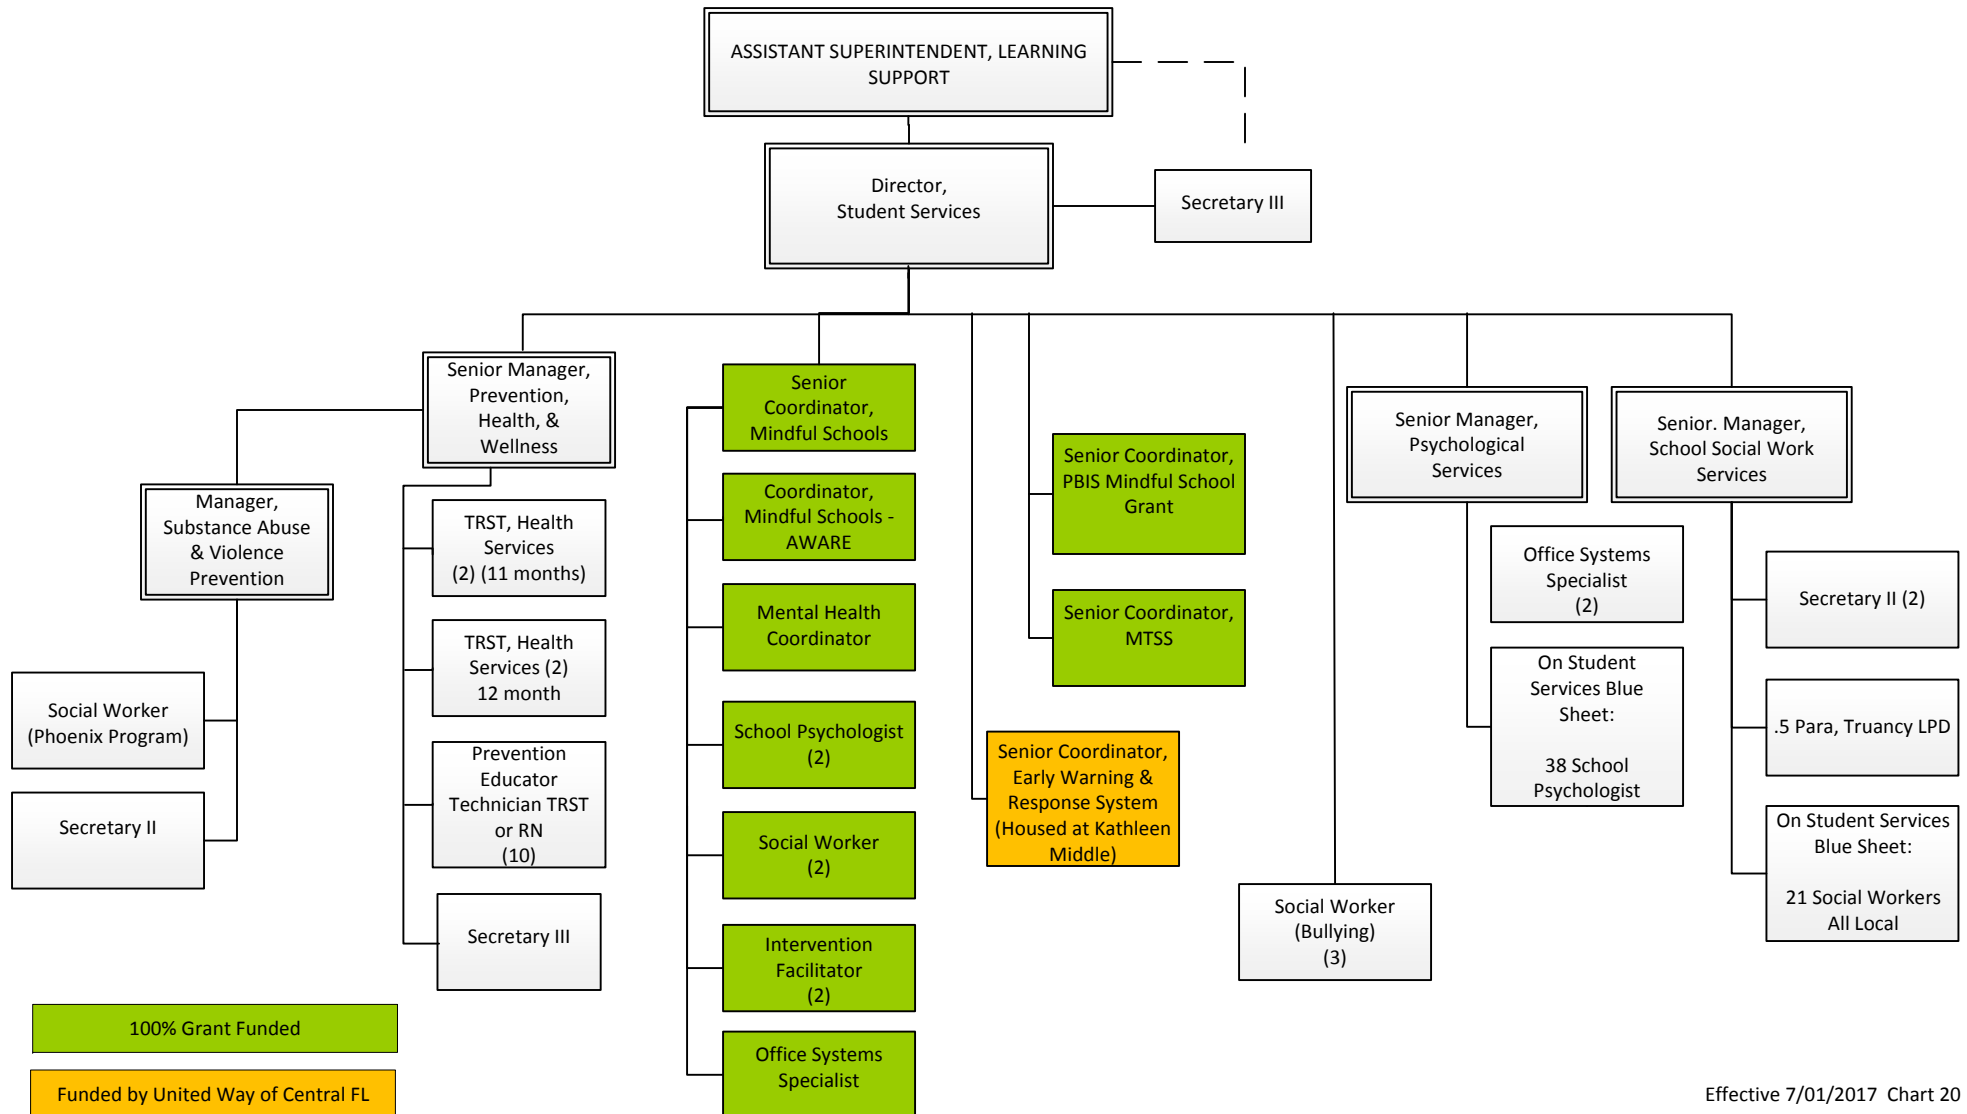 ASSISTANT SUPERINTENDENT, LEARNING
SUPPORT
Director,
Student Services
Secretary III
Senior Manager,
Prevention,
Health, &
Wellness
Manager,
Substance Abuse
& Violence
Prevention
Social Worker
(Phoenix Program)
Secretary II
TRST, Health
Services
(2) (11 months)
TRST, Health
Services (2)
12 month
Prevention
Educator
Technician TRST
or RN
(10)
Secretary III
Senior
Coordinator,
Mindful Schools
Coordinator,
Mindful Schools -
AWARE
Mental Health
Coordinator
School Psychologist
(2)
Social Worker
(2)
Intervention
Facilitator
(2)
Office Systems
Specialist
Senior Coordinator,
PBIS Mindful School
Grant
Senior Coordinator,
MTSS
Senior Coordinator,
Early Warning &
Response System
(Housed at Kathleen
Middle)
Social Worker
(Bullying)
(3)
Senior Manager,
Psychological
Services
Office Systems
Specialist
(2)
On Student
Services Blue
Sheet:
38 School
Psychologist
Senior. Manager,
School Social Work
Services
Secretary II (2)
.5 Para, Truancy LPD
On Student Services
Blue Sheet:
21 Social Workers
All Local
100% Grant Funded
Funded by United Way of Central FL
Effective 7/01/2017 Chart 20